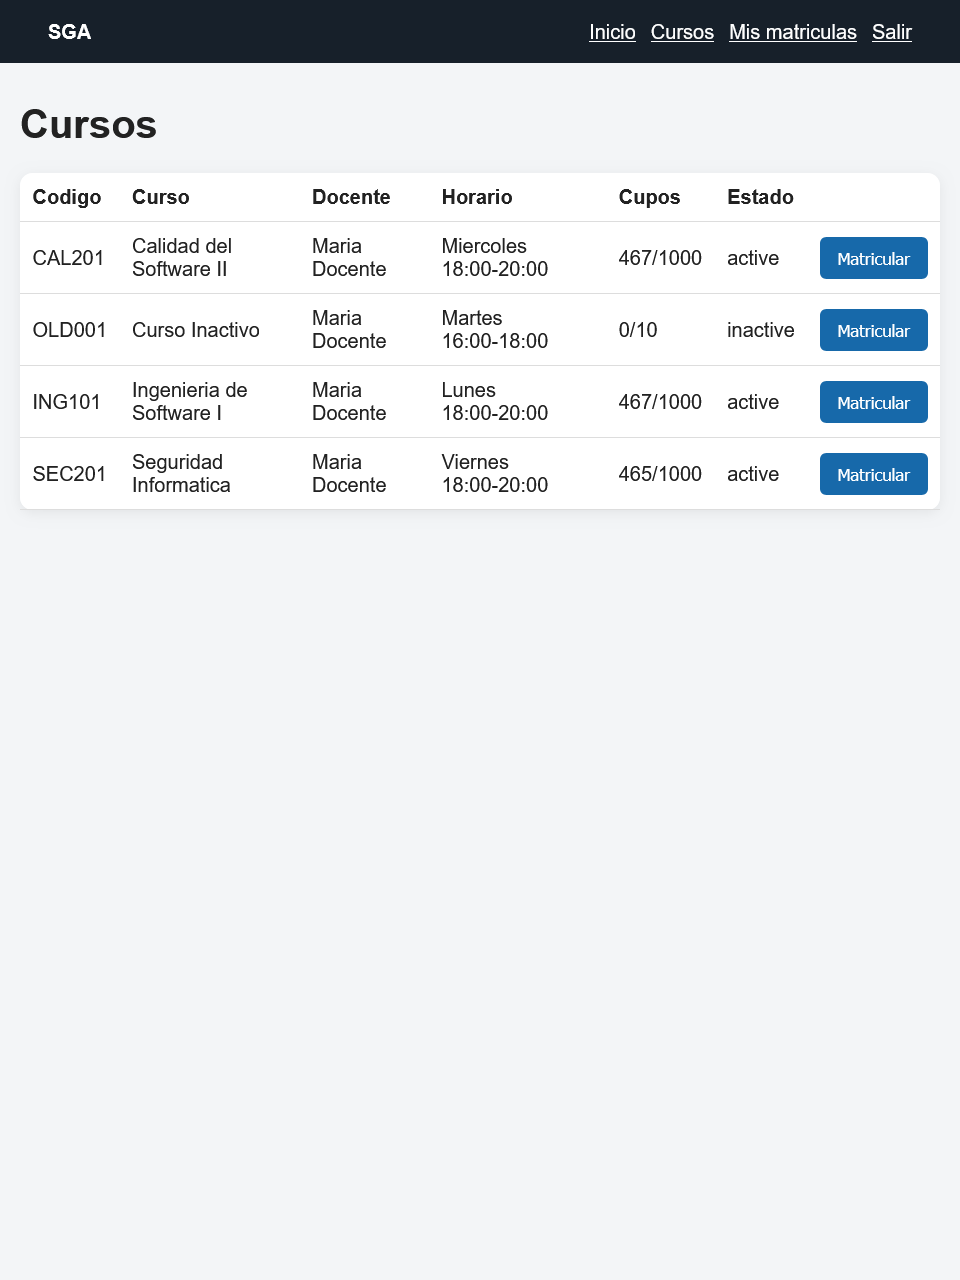 SGA Inicio Cursos Mis matriculas Salir
Cursos
Codigo Curso Docente Horario Cupos Estado
CAL201 Calidad del Software II Maria Docente Miercoles 18:00-20:00 467/1000 active Matricular
OLD001 Curso Inactivo Maria Docente Martes 16:00-18:00 0/10 inactive Matricular
ING101 Ingenieria de Software I Maria Docente Lunes 18:00-20:00 467/1000 active Matricular
SEC201 Seguridad Informatica Maria Docente Viernes 18:00-20:00 465/1000 active Matricular